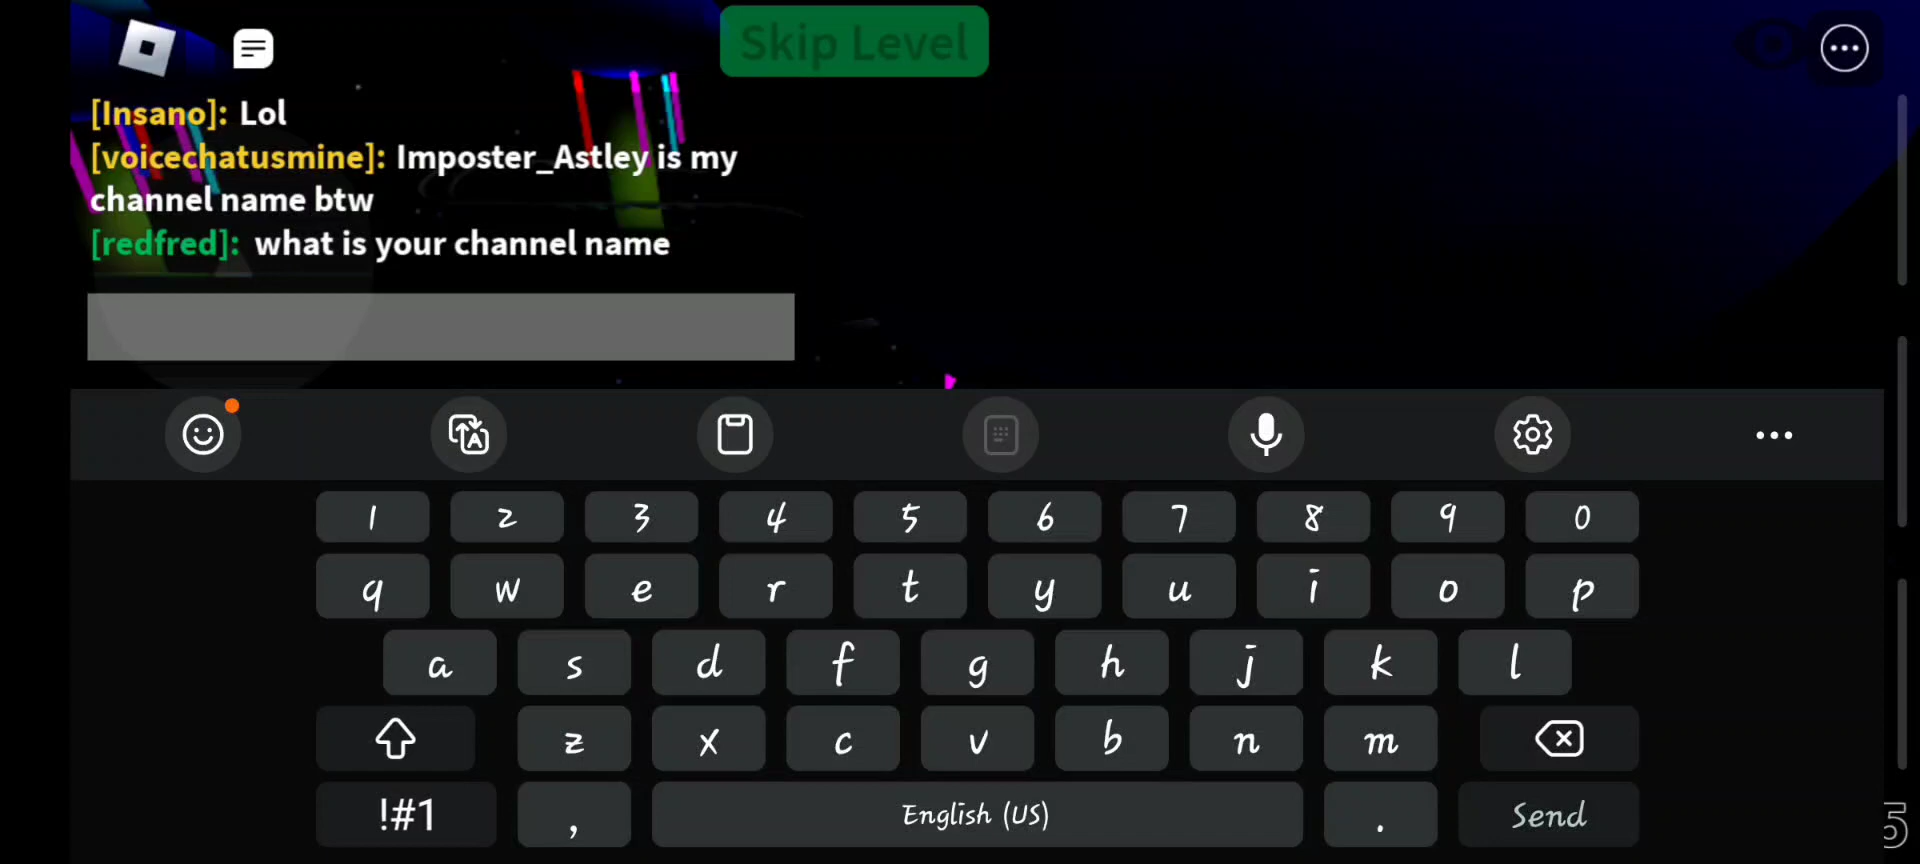 Skip Level
[Insano]: Lol
[voicechatusmine]: Imposter_Astley is my
channel name btw
[redfred]: what is your channel name
1 2 3 4 5 6 7 8 9 0
q w e r t y u i o p
a s d f g h j k l
z x c v b n m
!#1 , English (US) . Send
5